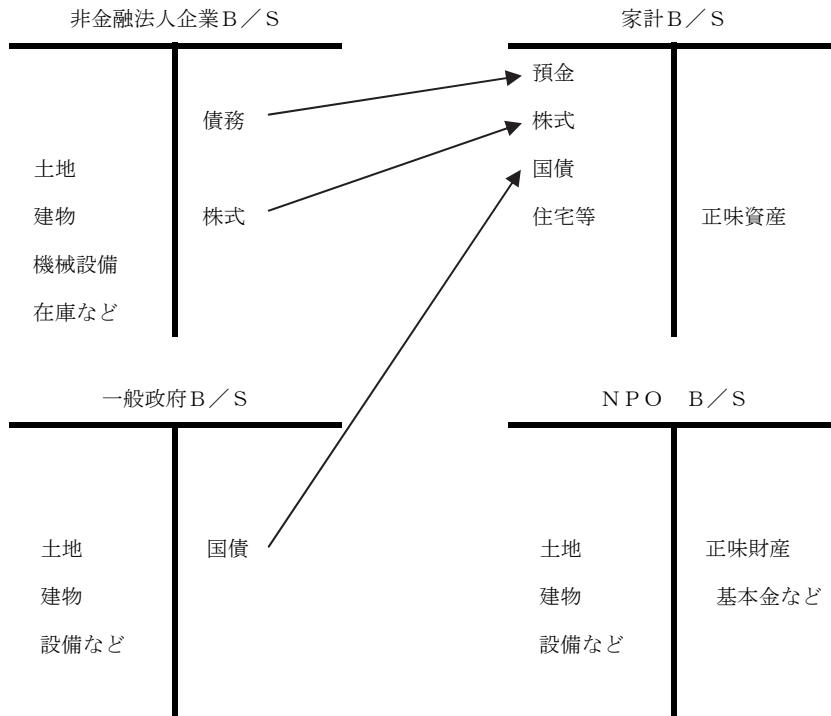 非金融法人企業Ｂ／Ｓ
債務
土地
建物
株式
機械設備
在庫など
家計Ｂ／Ｓ
預金
株式
国債
住宅等
正味資産
一般政府Ｂ／Ｓ
土地
国債
建物
設備など
ＮＰＯ　Ｂ／Ｓ
土地
正味財産
建物
基本金など
設備など